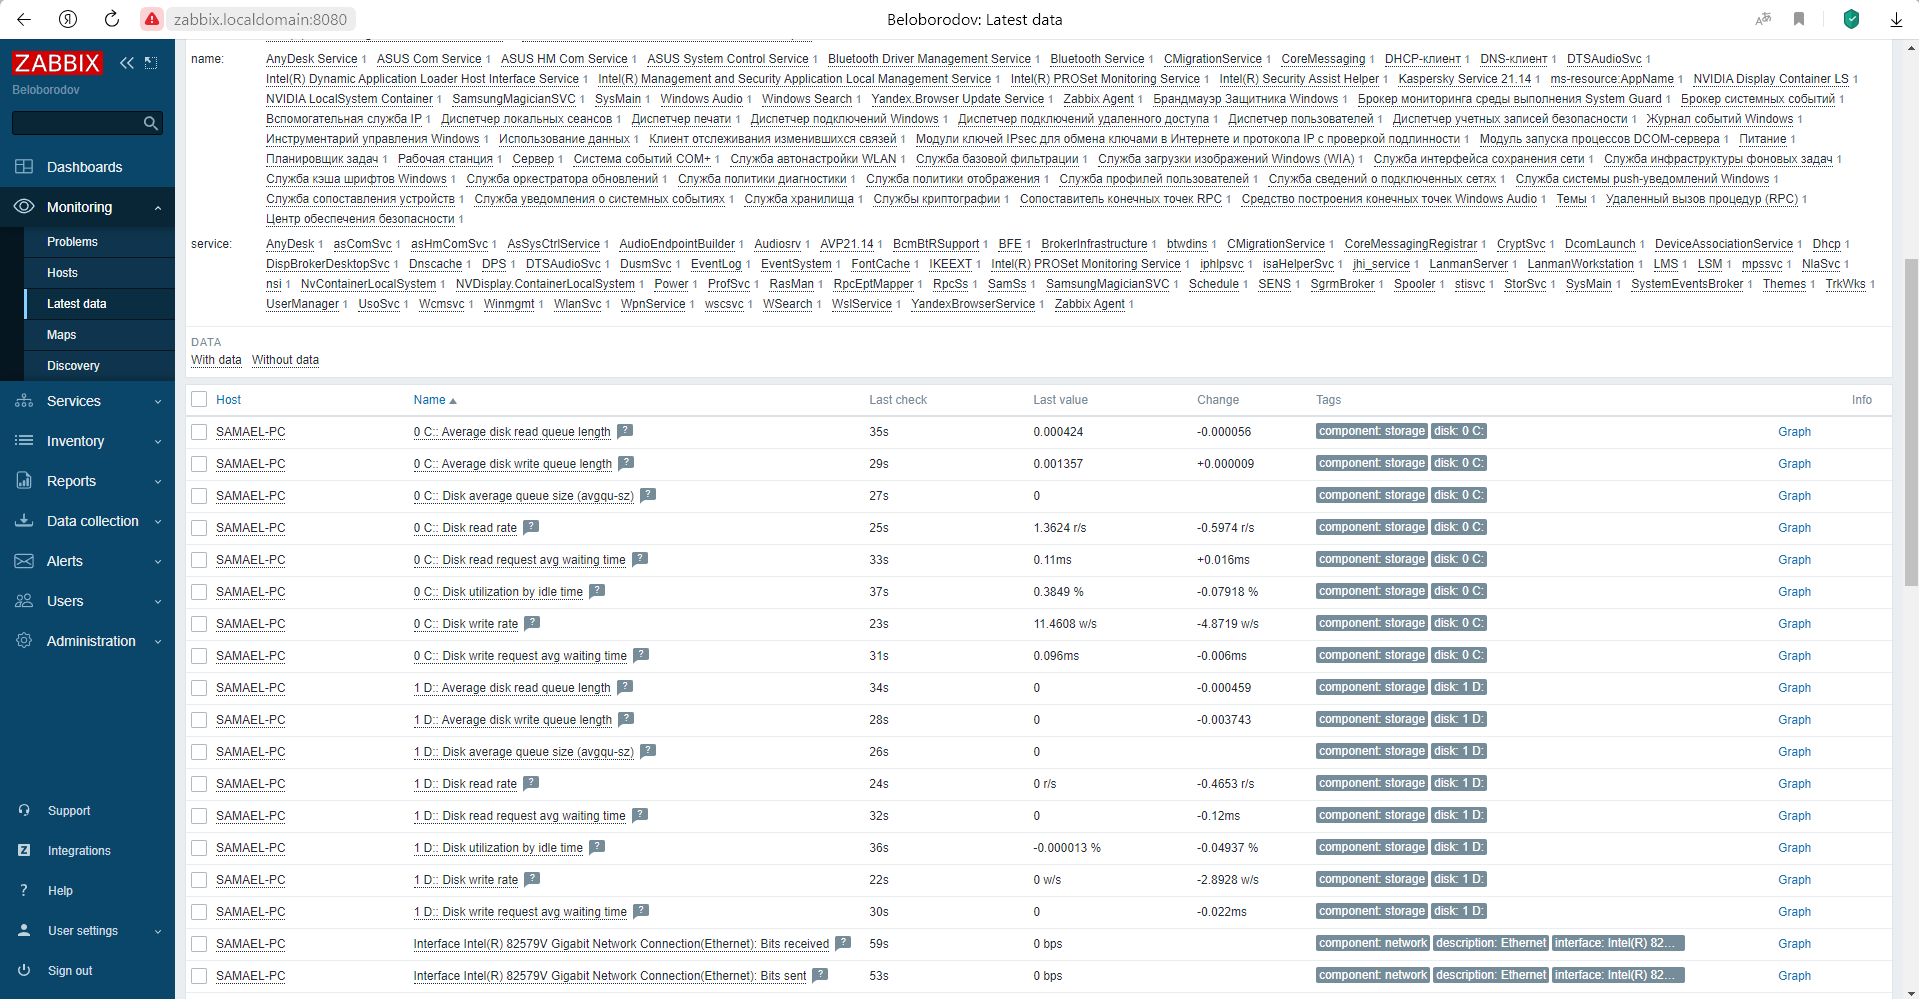 zabbix.localdomain:8080
Beloborodov: Latest data
ZABBIX
Beloborodov
Dashboards
Monitoring
Problems
Hosts
Latest data
Maps
Discovery
Services
Inventory
Reports
Data collection
Alerts
Users
Administration
Support
Integrations
Help
User settings
Sign out
name: AnyDesk Service 1 ASUS Com Service 1 ASUS HM Com Service 1 ASUS System Control Service 1 Bluetooth Driver Management Service 1 Bluetooth Service 1 CMigrationService 1 CoreMessaging 1 DHCP-клиент 1 DNS-клиент 1 DTSAudioSvc 1
Intel(R) Dynamic Application Loader Host Interface Service 1 Intel(R) Management and Security Application Local Management Service 1 Intel(R) PROSet Monitoring Service 1 Intel(R) Security Assist Helper 1 Kaspersky Service 21.14 1 ms-resource:AppName 1 NVIDIA Display Container LS 1
NVIDIA LocalSystem Container 1 SamsungMagicianSVC 1 SysMain 1 Windows Audio 1 Windows Search 1 Yandex.Browser Update Service 1 Zabbix Agent 1 Брандмауэр Защитника Windows 1 Брокер мониторинга среды выполнения System Guard 1 Брокер системных событий 1
Вспомогательная служба IP 1 Диспетчер локальных сеансов 1 Диспетчер печати 1 Диспетчер подключений Windows 1 Диспетчер подключений удаленного доступа 1 Диспетчер пользователей 1 Диспетчер учетных записей безопасности 1 Журнал событий Windows 1
Инструментарий управления Windows 1 Использование данных 1 Клиент отслеживания изменившихся связей 1 Модули ключей IPsec для обмена ключами в Интернете и протокола IP с проверкой подлинности 1 Модуль запуска процессов DCOM-сервера 1 Питание 1
Планировщик задач 1 Рабочая станция 1 Сервер 1 Система событий COM+ 1 Служба автонастройки WLAN 1 Служба базовой фильтрации 1 Служба загрузки изображений Windows (WIA) 1 Служба интерфейса сохранения сети 1 Служба инфраструктуры фоновых задач 1
Служба кэша шрифтов Windows 1 Служба оркестратора обновлений 1 Служба политики диагностики 1 Служба политики отображения 1 Служба профилей пользователей 1 Служба сведений о подключенных сетях 1 Служба системы push-уведомлений Windows 1
Служба сопоставления устройств 1 Служба уведомления о системных событиях 1 Служба хранилища 1 Службы криптографии 1 Сопоставитель конечных точек RPC 1 Средство построения конечных точек Windows Audio 1 Темы 1 Удаленный вызов процедур (RPC) 1
Центр обеспечения безопасности 1
service: AnyDesk 1 asComSvc 1 asHmComSvc 1 AsSysCtrlService 1 AudioEndpointBuilder 1 Audiosrv 1 AVP21.14 1 BcmBtRSupport 1 BFE 1 BrokerInfrastructure 1 btwdins 1 CMigrationService 1 CoreMessagingRegistrar 1 CryptSvc 1 DcomLaunch 1 DeviceAssociationService 1 Dhcp 1
DispBrokerDesktopSvc 1 Dnscache 1 DPS 1 DTSAudioSvc 1 DusmSvc 1 EventLog 1 EventSystem 1 FontCache 1 IKEEXT 1 Intel(R) PROSet Monitoring Service 1 iphlpsvc 1 isaHelperSvc 1 jhi_service 1 LanmanServer 1 LanmanWorkstation 1 LMS 1 LSM 1 mpssvc 1 NlaSvc 1
nsi 1 NvContainerLocalSystem 1 NVDisplay.ContainerLocalSystem 1 Power 1 ProfSvc 1 RasMan 1 RpcEptMapper 1 RpcSs 1 SamSs 1 SamsungMagicianSVC 1 Schedule 1 SENS 1 SgrmBroker 1 Spooler 1 stisvc 1 StorSvc 1 SysMain 1 SystemEventsBroker 1 Themes 1 TrkWks 1
UserManager 1 UsoSvc 1 Wcmsvc 1 Winmgmt 1 WlanSvc 1 WpnService 1 wscsvc 1 WSearch 1 WslService 1 YandexBrowserService 1 Zabbix Agent 1
DATA
With data Without data
Host Name Last check Last value Change Tags Info
SAMAEL-PC 0 C:: Average disk read queue length ? 35s 0.000424 -0.000056 component: storage disk: 0 C: Graph
SAMAEL-PC 0 C:: Average disk write queue length ? 29s 0.001357 +0.000009 component: storage disk: 0 C: Graph
SAMAEL-PC 0 C:: Disk average queue size (avgqu-sz) ? 27s 0 component: storage disk: 0 C: Graph
SAMAEL-PC 0 C:: Disk read rate ? 25s 1.3624 r/s -0.5974 r/s component: storage disk: 0 C: Graph
SAMAEL-PC 0 C:: Disk read request avg waiting time ? 33s 0.11ms +0.016ms component: storage disk: 0 C: Graph
SAMAEL-PC 0 C:: Disk utilization by idle time ? 37s 0.3849 % -0.07918 % component: storage disk: 0 C: Graph
SAMAEL-PC 0 C:: Disk write rate ? 23s 11.4608 w/s -4.8719 w/s component: storage disk: 0 C: Graph
SAMAEL-PC 0 C:: Disk write request avg waiting time ? 31s 0.096ms -0.006ms component: storage disk: 0 C: Graph
SAMAEL-PC 1 D:: Average disk read queue length ? 34s 0 -0.000459 component: storage disk: 1 D: Graph
SAMAEL-PC 1 D:: Average disk write queue length ? 28s 0 -0.003743 component: storage disk: 1 D: Graph
SAMAEL-PC 1 D:: Disk average queue size (avgqu-sz) ? 26s 0 component: storage disk: 1 D: Graph
SAMAEL-PC 1 D:: Disk read rate ? 24s 0 r/s -0.4653 r/s component: storage disk: 1 D: Graph
SAMAEL-PC 1 D:: Disk read request avg waiting time ? 32s 0 -0.12ms component: storage disk: 1 D: Graph
SAMAEL-PC 1 D:: Disk utilization by idle time ? 36s -0.000013 % -0.04937 % component: storage disk: 1 D: Graph
SAMAEL-PC 1 D:: Disk write rate ? 22s 0 w/s -2.8928 w/s component: storage disk: 1 D: Graph
SAMAEL-PC 1 D:: Disk write request avg waiting time ? 30s 0 -0.022ms component: storage disk: 1 D: Graph
SAMAEL-PC Interface Intel(R) 82579V Gigabit Network Connection(Ethernet): Bits received ? 59s 0 bps component: network description: Ethernet interface: Intel(R) 82... Graph
SAMAEL-PC Interface Intel(R) 82579V Gigabit Network Connection(Ethernet): Bits sent ? 53s 0 bps component: network description: Ethernet interface: Intel(R) 82... Graph